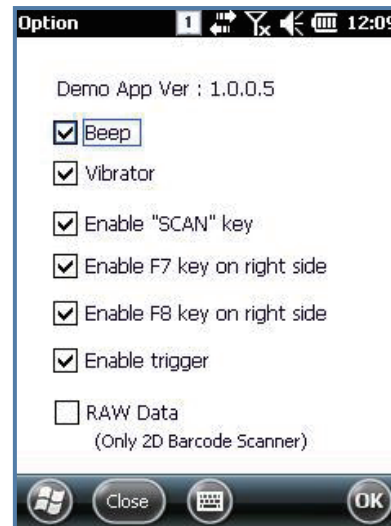 Option 1 12:09
Demo App Ver : 1.0.0.5
Beep
Vibrator
Enable "SCAN" key
Enable F7 key on right side
Enable F8 key on right side
Enable trigger
RAW Data
(Only 2D Barcode Scanner)
Close OK